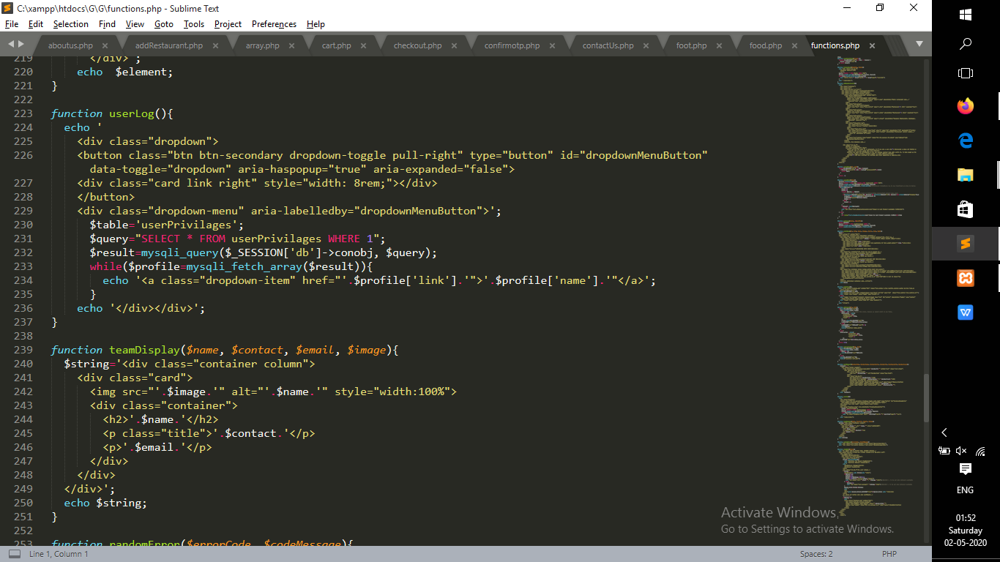 C:\xampp\htdocs\G\G\functions.php - Sublime Text
File Edit Selection Find View Goto Tools Project Preferences Help
aboutus.php addRestaurant.php array.php cart.php checkout.php confirmotp.php contactUs.php foot.php food.php functions.php
219 </div>';
220 echo $element;
221 }
222
223 function userLog(){
224 echo '
225 <div class="dropdown">
226 <button class="btn btn-secondary dropdown-toggle pull-right" type="button" id="dropdownMenuButton"
data-toggle="dropdown" aria-haspopup="true" aria-expanded="false">
227 <div class="card link right" style="width: 8rem;"></div>
228 </button>
229 <div class="dropdown-menu" aria-labelledby="dropdownMenuButton">';
230 $table='userPrivilages';
231 $query="SELECT * FROM userPrivilages WHERE 1";
232 $result=mysqli_query($_SESSION['db']->conobj, $query);
233 while($profile=mysqli_fetch_array($result)){
234 echo '<a class="dropdown-item" href="'.$profile['link'].'">'.$profile['name'].'"</a>';
235 }
236 echo '</div></div>';
237 }
238
239 function teamDisplay($name, $contact, $email, $image){
240 $string='<div class="container column">
241 <div class="card">
242 <img src="'.$image.'" alt="'.$name.'" style="width:100%">
243 <div class="container">
244 <h2>'.$name.'</h2>
245 <p class="title">'.$contact.'</p>
246 <p>'.$email.'</p>
247 </div>
248 </div>
249 </div>';
250 echo $string;
251 }
252
253 function randomError($errorCode, $codeMessage){
Activate Windows
Go to Settings to activate Windows.
Line 1, Column 1
Spaces: 2
PHP
ENG
01:52
Saturday
02-05-2020